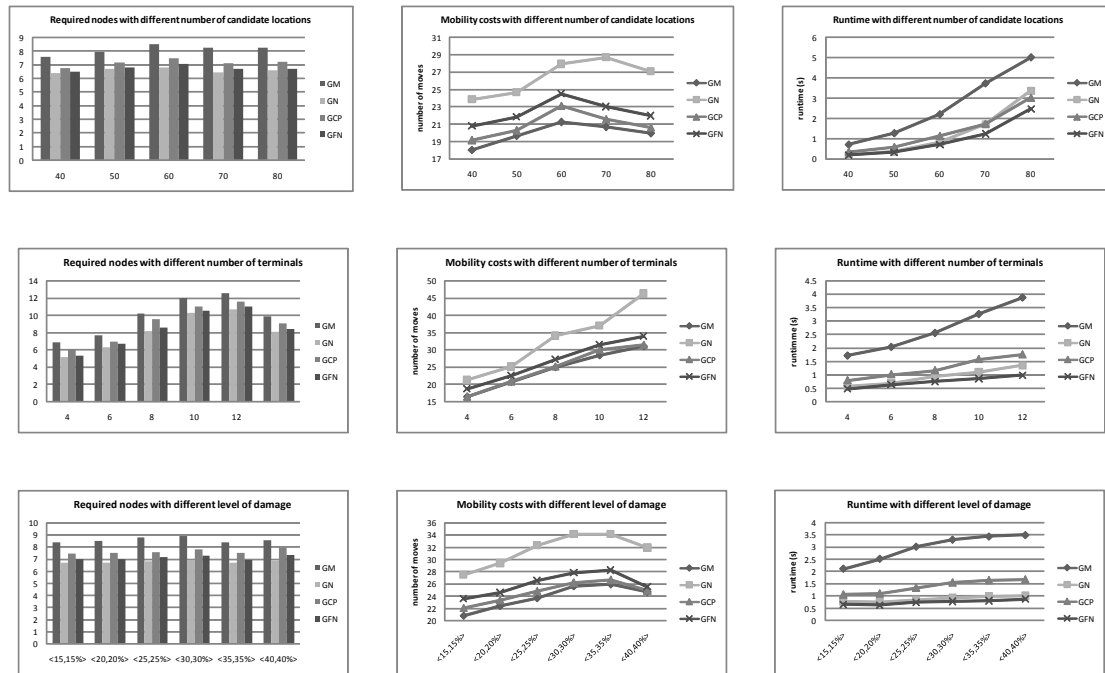 Required nodes with different number of candidate locations
9
8
7
6
5
4
3
2
1
0
40 50 60 70 80
GM
GN
GCP
GFN
Mobility costs with different number of candidate locations
number of moves
31
29
27
25
23
21
19
17
40 50 60 70 80
GM
GN
GCP
GFN
Runtime with different number of candidate locations
runtime (s)
6
5
4
3
2
1
0
40 50 60 70 80
GM
GN
GCP
GFN
Required nodes with different number of terminals
14
12
10
8
6
4
2
0
4 6 8 10 12
GM
GN
GCP
GFN
Mobility costs with different number of terminals
number of moves
50
45
40
35
30
25
20
15
4 6 8 10 12
GM
GN
GCP
GFN
Runtime with different number of terminals
runtimme (s)
4.5
4
3.5
3
2.5
2
1.5
1
0.5
0
4 6 8 10 12
GM
GN
GCP
GFN
Required nodes with different level of damage
10
9
8
7
6
5
4
3
2
1
0
<15,15%> <20,20%> <25,25%> <30,30%> <35,35%> <40,40%>
GM
GN
GCP
GFN
Mobility costs with different level of damage
number of moves
36
34
32
30
28
26
24
22
20
<15,15%> <20,20%> <25,25%> <30,30%> <35,35%> <40,40%>
GM
GN
GCP
GFN
Runtime with different level of damage
runtime (s)
4
3.5
3
2.5
2
1.5
1
0.5
0
<15,15%> <20,20%> <25,25%> <30,30%> <35,35%> <40,40%>
GM
GN
GCP
GFN